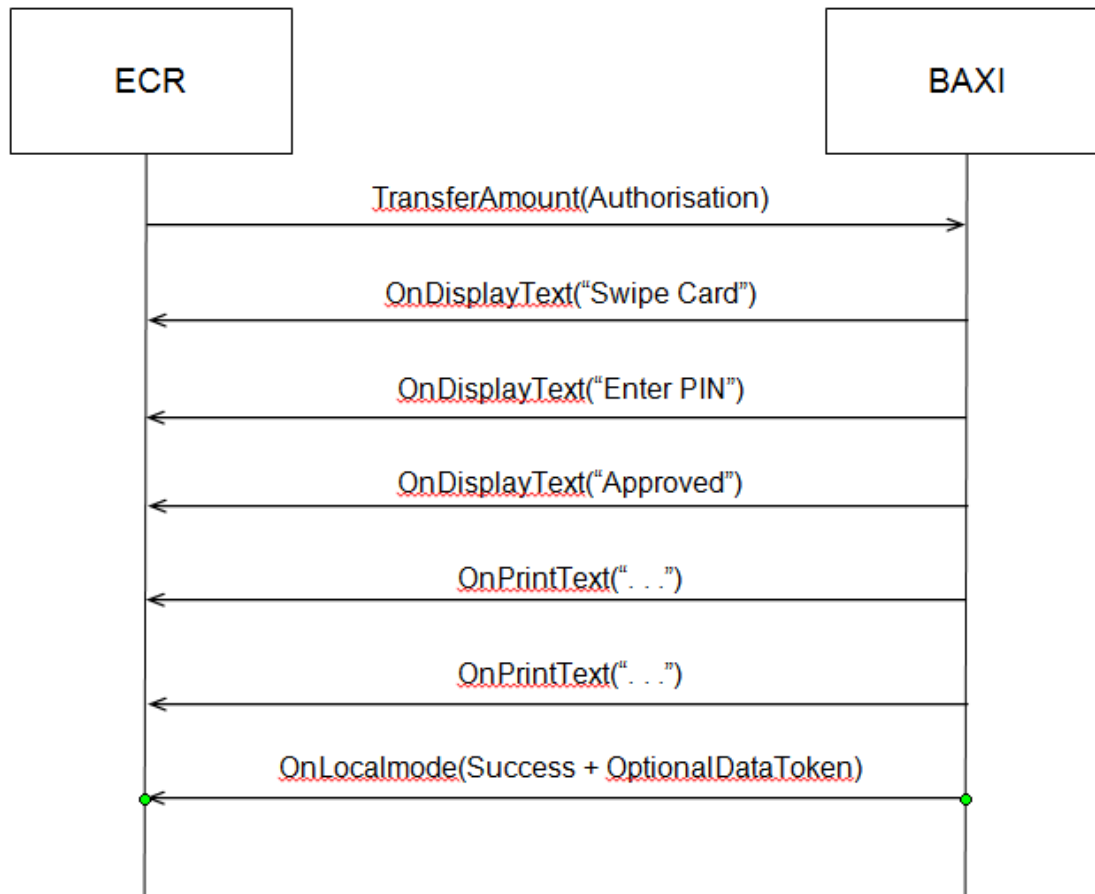 ECR
BAXI
TransferAmount(Authorisation)
OnDisplayText(“Swipe Card”)
OnDisplayText(“Enter PIN”)
OnDisplayText(“Approved”)
OnPrintText(“. . .”)
OnPrintText(“. . .”)
OnLocalmode(Success + OptionalDataToken)